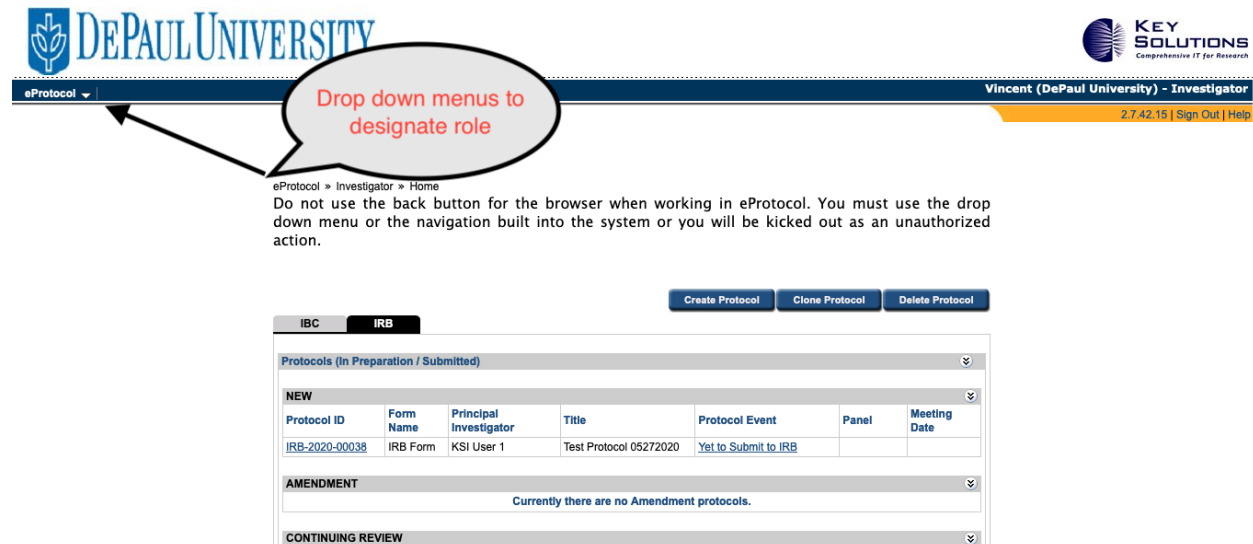 DEPAUL UNIVERSITY
KEY
SOLUTIONS
Comprehensive IT for Research
eProtocol
Vincent (DePaul University) - Investigator
2.7.42.15 | Sign Out | Help
Drop down menus to
designate role
eProtocol » Investigator » Home
Do not use the back button for the browser when working in eProtocol. You must use the drop
down menu or the navigation built into the system or you will be kicked out as an unauthorized
action.
Create Protocol Clone Protocol Delete Protocol
IBC IRB
Protocols (In Preparation / Submitted)
NEW
Protocol ID Form Name Principal Investigator Title Protocol Event Panel Meeting Date
IRB-2020-00038 IRB Form KSI User 1 Test Protocol 05272020 Yet to Submit to IRB
AMENDMENT
Currently there are no Amendment protocols.
CONTINUING REVIEW